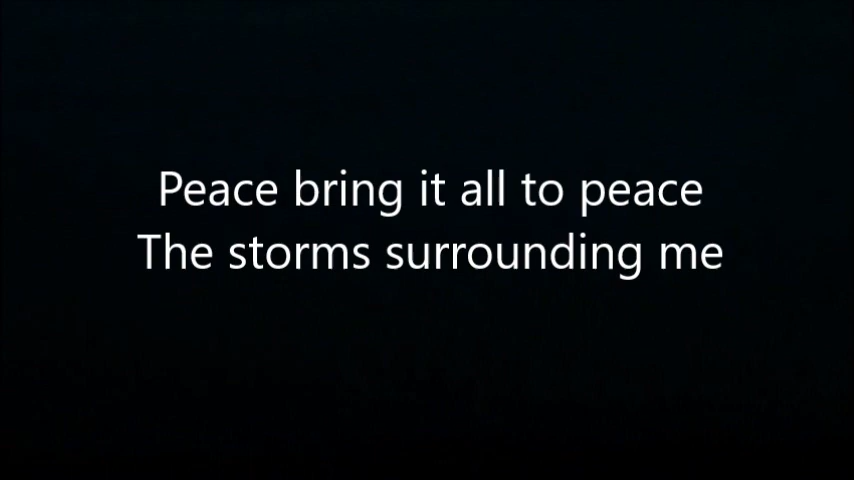 Peace bring it all to peace
The storms surrounding me